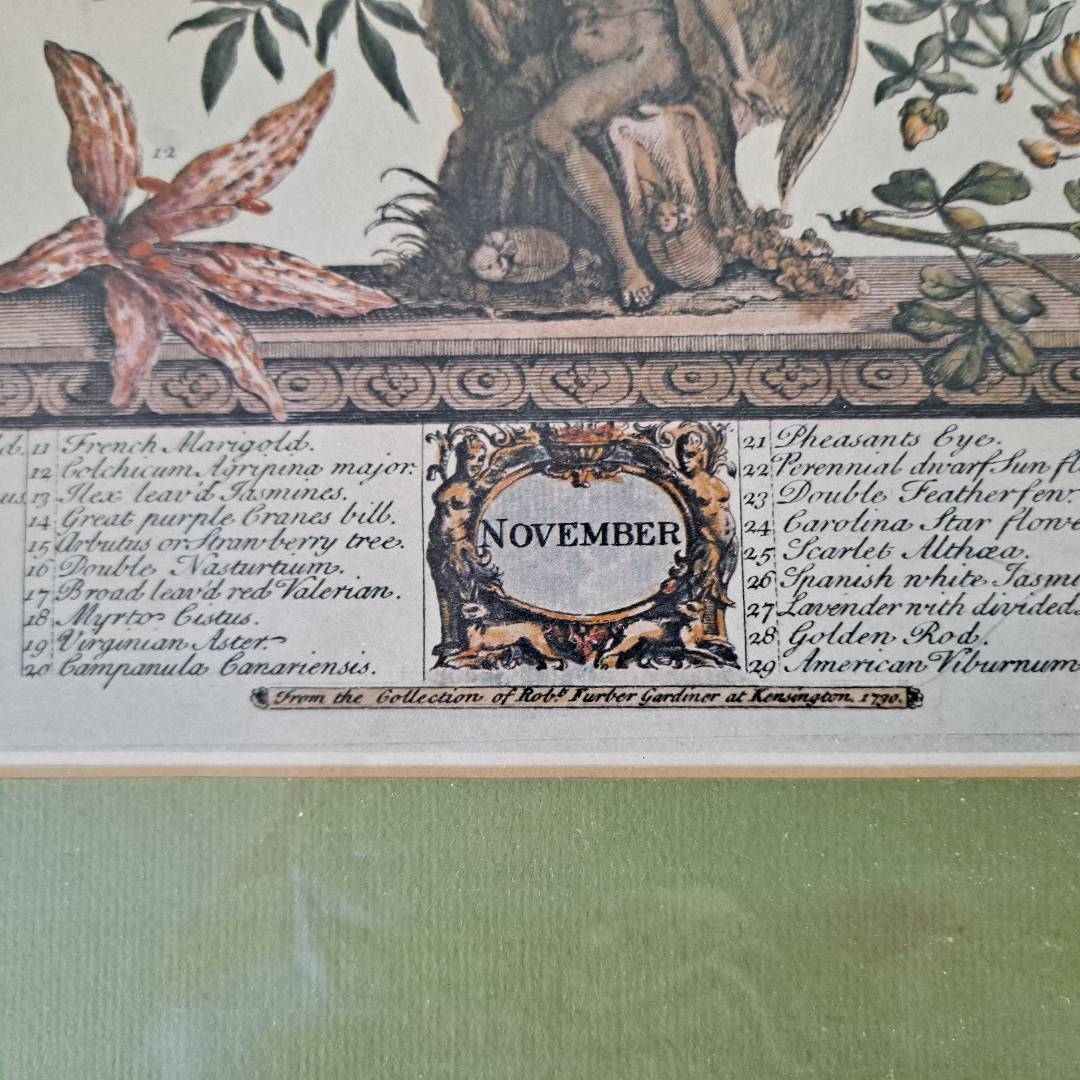 12
d. 11 French Marigold.
12 Colchicum Agripina major
us. 13 Ilex leav'd Jasmines.
14 Great purple Cranes bill.
15 Arbutus or Strawberry tree.
16 Double Nasturtium.
17 Broad leav'd red Valerian.
18 Myrto Cistus.
19 Virginian Aster
20 Campanula Canariensis.
NOVEMBER
21 Pheasants Eye.
22 Perennial dwarf Sun fl
23 Double Featherfew.
24 Carolina Star flowe
25 Scarlet Althæa.
26 Spanish white Jasmi
27 Lavender with divided
28 Golden Rod.
29 American Viburnum
From the Collection of Robt. Furber Gardiner at Kensington. 1730.